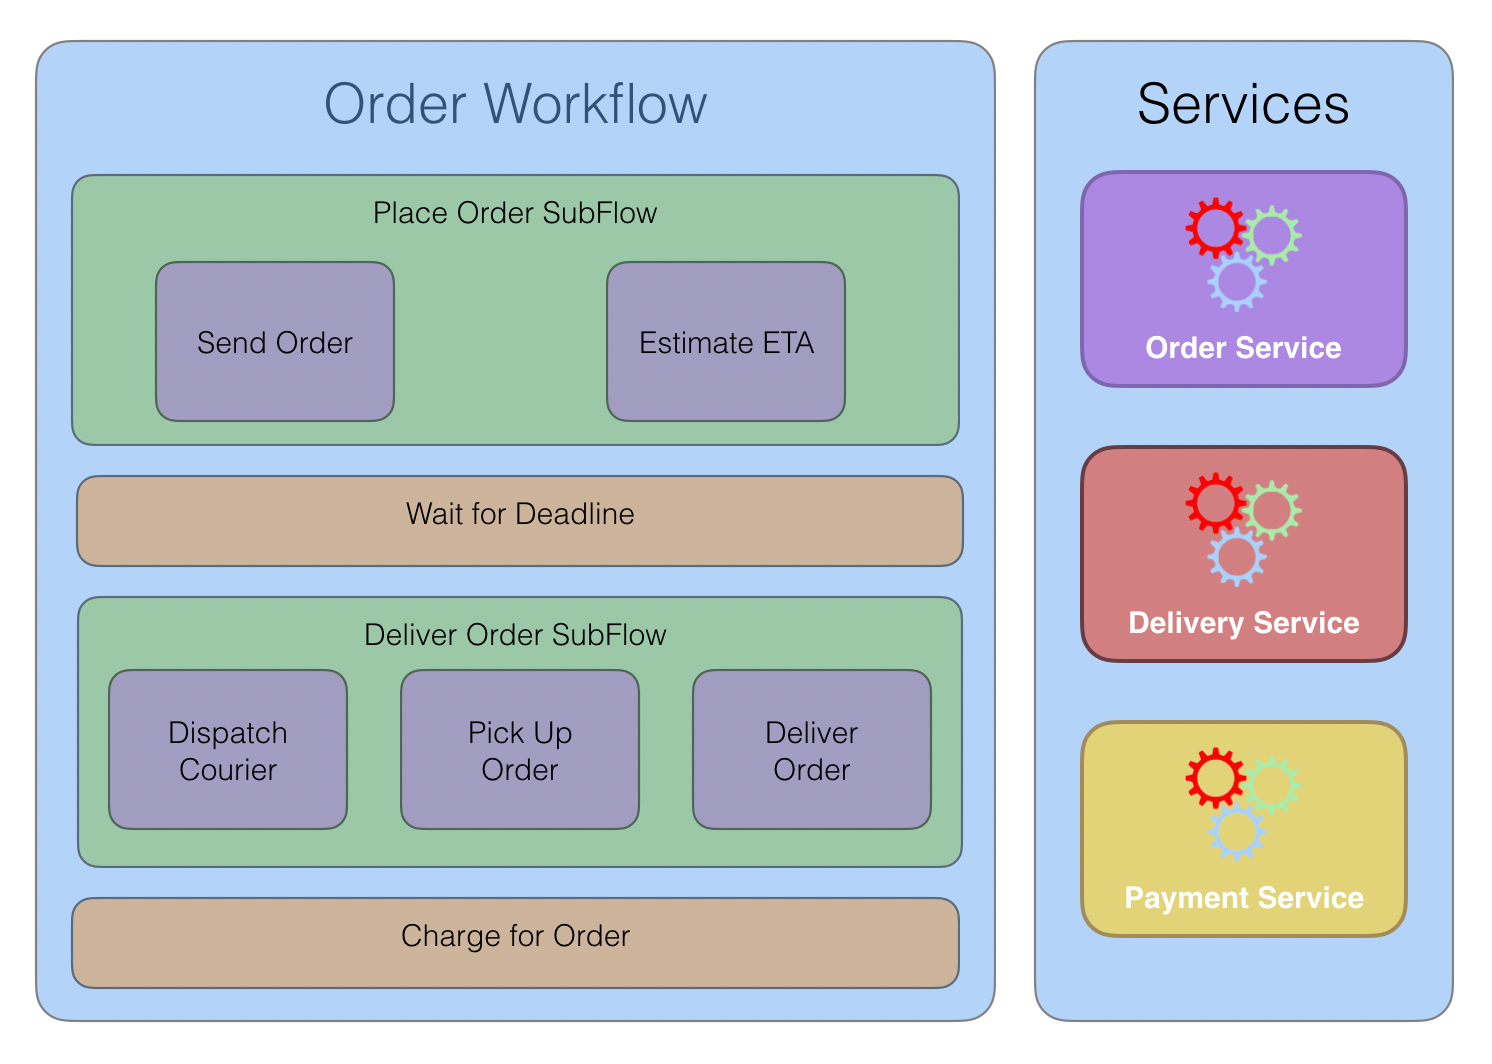 Order Workflow
Place Order SubFlow
Send Order
Estimate ETA
Wait for Deadline
Deliver Order SubFlow
Dispatch
Courier
Pick Up
Order
Deliver
Order
Charge for Order
Services
Order Service
Delivery Service
Payment Service